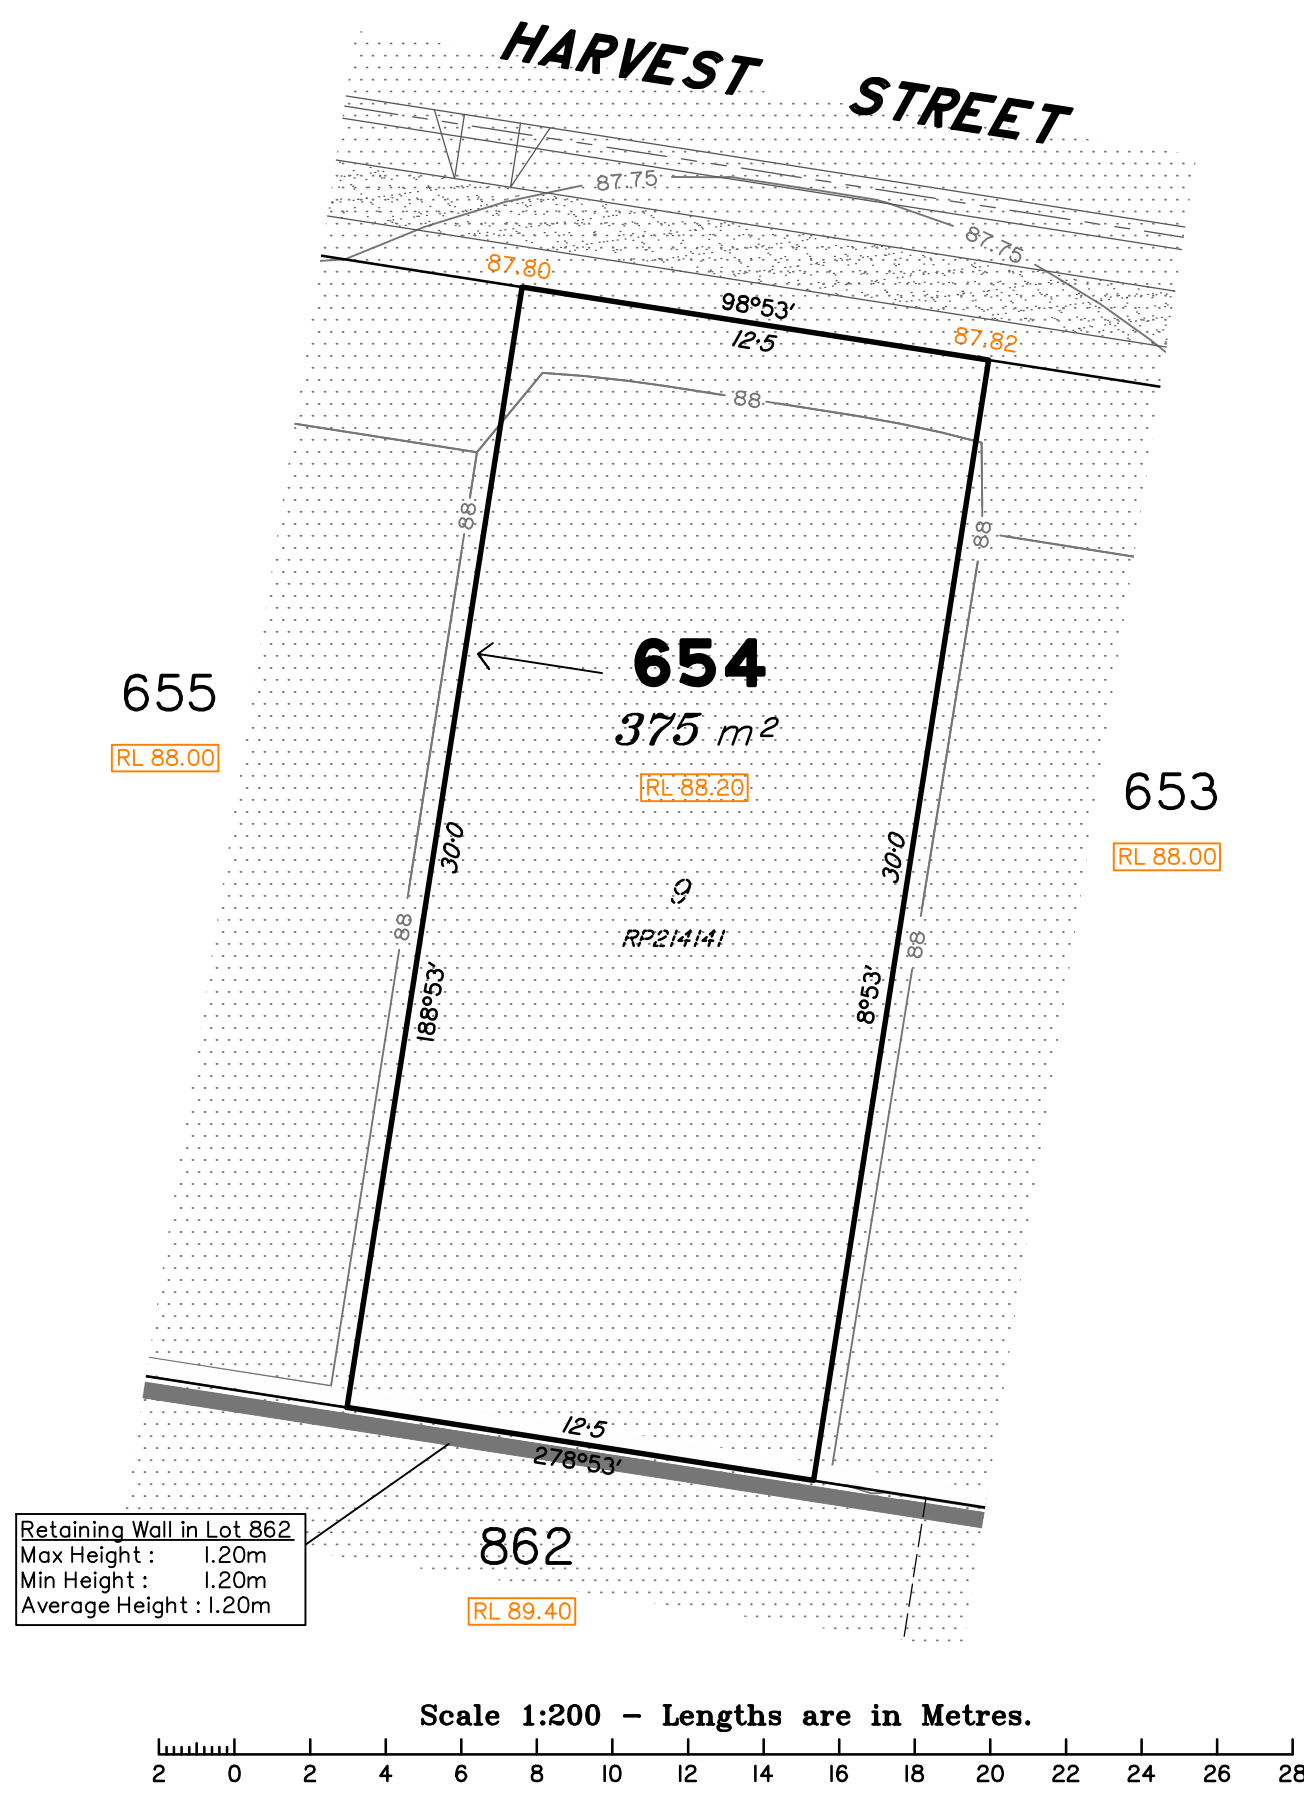 HARVEST STREET
87.75
87.75
87.80
98°53'
12·5
87.82
88
88
88
654
375 m²
RL 88.20
655
RL 88.00
653
RL 88.00
30·0
30·0
9
RP214141
88
88
188°53'
8°53'
12·5
278°53'
Retaining Wall in Lot 862
Max Height : 1.20m
Min Height : 1.20m
Average Height : 1.20m
862
RL 89.40
Scale 1:200 – Lengths are in Metres.
2 0 2 4 6 8 10 12 14 16 18 20 22 24 26 28